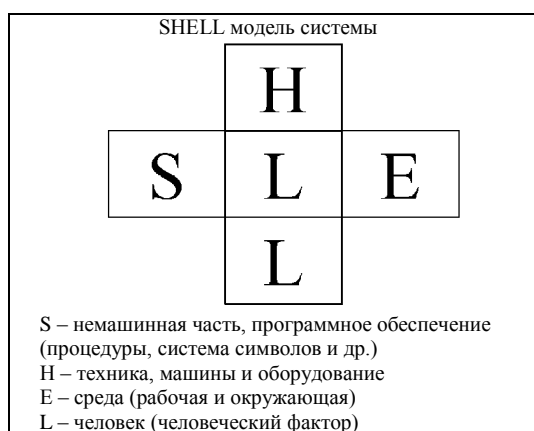 SHELL модель системы
H
S L E
L
S – немашинная часть, программное обеспечение
(процедуры, система символов и др.)
H – техника, машины и оборудование
E – среда (рабочая и окружающая)
L – человек (человеческий фактор)